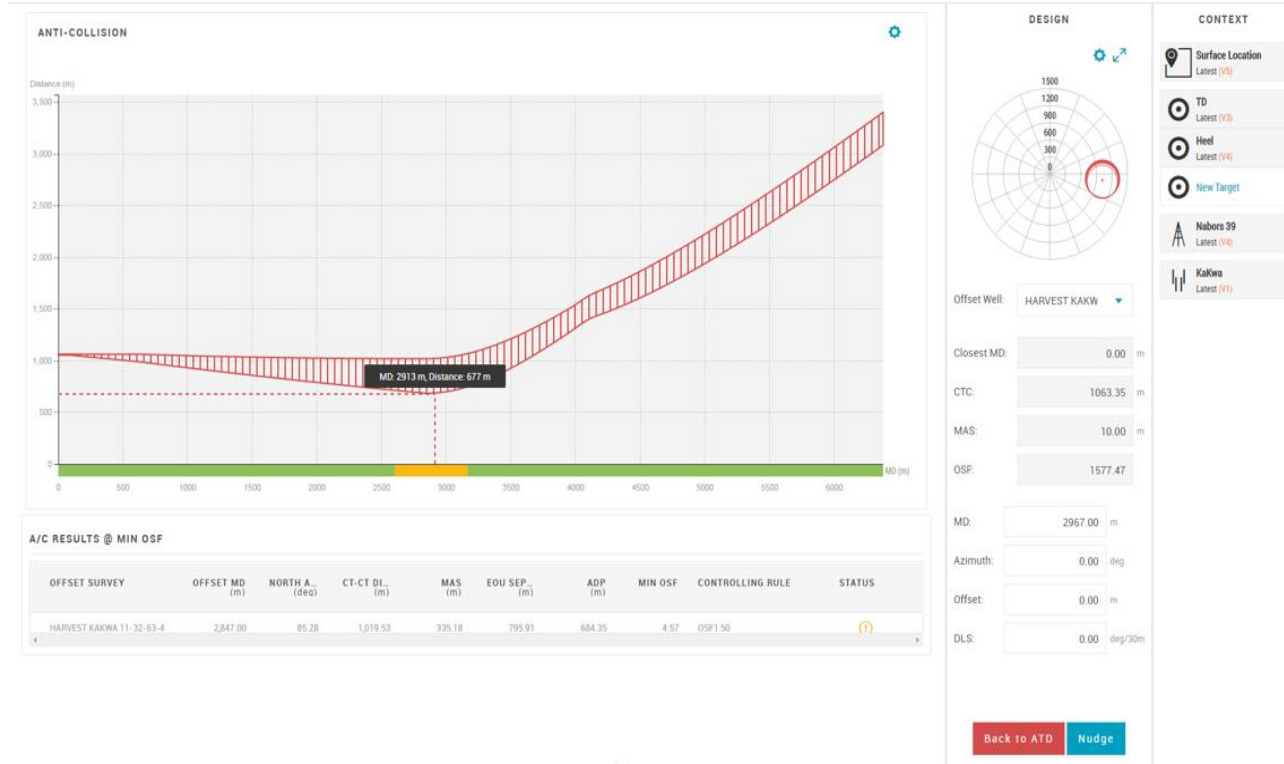 ANTI-COLLISION
Distance (m)
3,500
3,000
2,500
2,000
1,500
1,000
500
0
MD: 2913 m, Distance: 677 m
MD (m)
0 500 1000 1500 2000 2500 3000 3500 4000 4500 5000 5500 6000
A/C RESULTS @ MIN OSF
OFFSET SURVEY OFFSET MD (m) NORTH A... (deg) CT-CT DI... (m) MAS (m) EOU SEP... (m) ADP (m) MIN OSF CONTROLLING RULE STATUS
HARVEST KAKWA 11-32-63-4 2,847.00 85.28 1,019.53 335.18 795.91 684.35 4.57 OSF1.50
DESIGN
1500
1200
900
600
300
0
Offset Well: HARVEST KAKW
Closest MD: 0.00 m
CTC: 1063.35 m
MAS: 10.00 m
OSF: 1577.47
MD: 2967.00 m
Azimuth: 0.00 deg
Offset: 0.00 m
DLS: 0.00 deg/30m
Back to ATD Nudge
CONTEXT
Surface Location
Latest (V5)
TD
Latest (V3)
Heel
Latest (V4)
New Target
Nabors 39
Latest (V4)
KaKwa
Latest (V1)